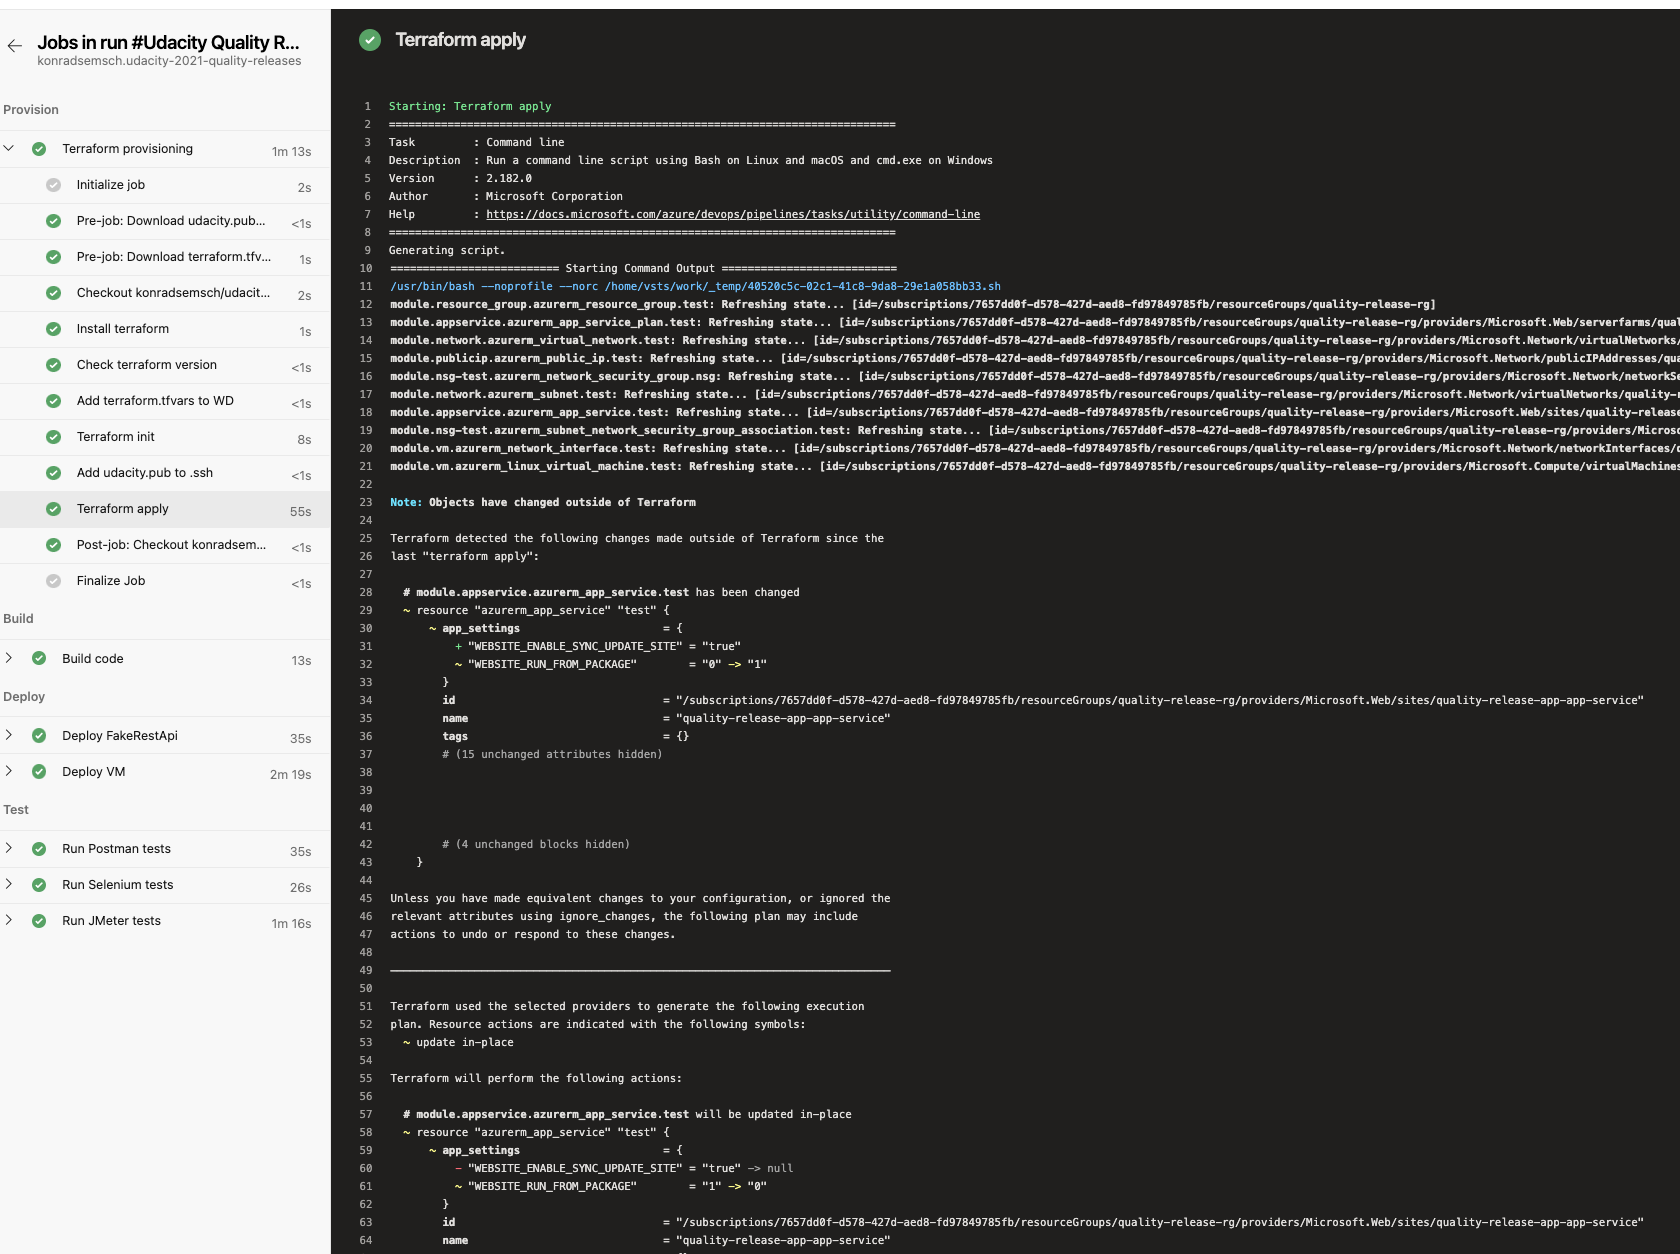 Jobs in run #Udacity Quality R...
konradsemsch.udacity-2021-quality-releases
Provision
Terraform provisioning 1m 13s
Initialize job 2s
Pre-job: Download udacity.pub... <1s
Pre-job: Download terraform.tfv... 1s
Checkout konradsemsch/udacit... 2s
Install terraform 1s
Check terraform version <1s
Add terraform.tfvars to WD <1s
Terraform init 8s
Add udacity.pub to .ssh <1s
Terraform apply 55s
Post-job: Checkout konradsem... <1s
Finalize Job <1s
Build
Build code 13s
Deploy
Deploy FakeRestApi 35s
Deploy VM 2m 19s
Test
Run Postman tests 35s
Run Selenium tests 26s
Run JMeter tests 1m 16s
Terraform apply
1 Starting: Terraform apply
2 ==============================================================================
3 Task : Command line
4 Description : Run a command line script using Bash on Linux and macOS and cmd.exe on Windows
5 Version : 2.182.0
6 Author : Microsoft Corporation
7 Help : https://docs.microsoft.com/azure/devops/pipelines/tasks/utility/command-line
8 ==============================================================================
9 Generating script.
10 ========================== Starting Command Output ===========================
11 /usr/bin/bash --noprofile --norc /home/vsts/work/_temp/40520c5c-02c1-41c8-9da8-29e1a058bb33.sh
12 module.resource_group.azurerm_resource_group.test: Refreshing state... [id=/subscriptions/7657dd0f-d578-427d-aed8-fd97849785fb/resourceGroups/quality-release-rg]
13 module.appservice.azurerm_app_service_plan.test: Refreshing state... [id=/subscriptions/7657dd0f-d578-427d-aed8-fd97849785fb/resourceGroups/quality-release-rg/providers/Microsoft.Web/serverfarms/qual
14 module.network.azurerm_virtual_network.test: Refreshing state... [id=/subscriptions/7657dd0f-d578-427d-aed8-fd97849785fb/resourceGroups/quality-release-rg/providers/Microsoft.Network/virtualNetworks/
15 module.publicip.azurerm_public_ip.test: Refreshing state... [id=/subscriptions/7657dd0f-d578-427d-aed8-fd97849785fb/resourceGroups/quality-release-rg/providers/Microsoft.Network/publicIPAddresses/qua
16 module.nsg-test.azurerm_network_security_group.nsg: Refreshing state... [id=/subscriptions/7657dd0f-d578-427d-aed8-fd97849785fb/resourceGroups/quality-release-rg/providers/Microsoft.Network/networkSe
17 module.network.azurerm_subnet.test: Refreshing state... [id=/subscriptions/7657dd0f-d578-427d-aed8-fd97849785fb/resourceGroups/quality-release-rg/providers/Microsoft.Network/virtualNetworks/quality-r
18 module.appservice.azurerm_app_service.test: Refreshing state... [id=/subscriptions/7657dd0f-d578-427d-aed8-fd97849785fb/resourceGroups/quality-release-rg/providers/Microsoft.Web/sites/quality-release
19 module.nsg-test.azurerm_subnet_network_security_group_association.test: Refreshing state... [id=/subscriptions/7657dd0f-d578-427d-aed8-fd97849785fb/resourceGroups/quality-release-rg/providers/Microso
20 module.vm.azurerm_network_interface.test: Refreshing state... [id=/subscriptions/7657dd0f-d578-427d-aed8-fd97849785fb/resourceGroups/quality-release-rg/providers/Microsoft.Network/networkInterfaces/q
21 module.vm.azurerm_linux_virtual_machine.test: Refreshing state... [id=/subscriptions/7657dd0f-d578-427d-aed8-fd97849785fb/resourceGroups/quality-release-rg/providers/Microsoft.Compute/virtualMachines
22
23 Note: Objects have changed outside of Terraform
24
25 Terraform detected the following changes made outside of Terraform since the
26 last "terraform apply":
27
28 # module.appservice.azurerm_app_service.test has been changed
29 ~ resource "azurerm_app_service" "test" {
30 ~ app_settings = {
31 + "WEBSITE_ENABLE_SYNC_UPDATE_SITE" = "true"
32 ~ "WEBSITE_RUN_FROM_PACKAGE" = "0" -> "1"
33 }
34 id = "/subscriptions/7657dd0f-d578-427d-aed8-fd97849785fb/resourceGroups/quality-release-rg/providers/Microsoft.Web/sites/quality-release-app-app-service"
35 name = "quality-release-app-app-service"
36 tags = {}
37 # (15 unchanged attributes hidden)
38
39
40
41
42 # (4 unchanged blocks hidden)
43 }
44
45 Unless you have made equivalent changes to your configuration, or ignored the
46 relevant attributes using ignore_changes, the following plan may include
47 actions to undo or respond to these changes.
48
49 ─────────────────────────────────────────────────────────────────────────────
50
51 Terraform used the selected providers to generate the following execution
52 plan. Resource actions are indicated with the following symbols:
53 ~ update in-place
54
55 Terraform will perform the following actions:
56
57 # module.appservice.azurerm_app_service.test will be updated in-place
58 ~ resource "azurerm_app_service" "test" {
59 ~ app_settings = {
60 - "WEBSITE_ENABLE_SYNC_UPDATE_SITE" = "true" -> null
61 ~ "WEBSITE_RUN_FROM_PACKAGE" = "1" -> "0"
62 }
63 id = "/subscriptions/7657dd0f-d578-427d-aed8-fd97849785fb/resourceGroups/quality-release-rg/providers/Microsoft.Web/sites/quality-release-app-app-service"
64 name = "quality-release-app-app-service"